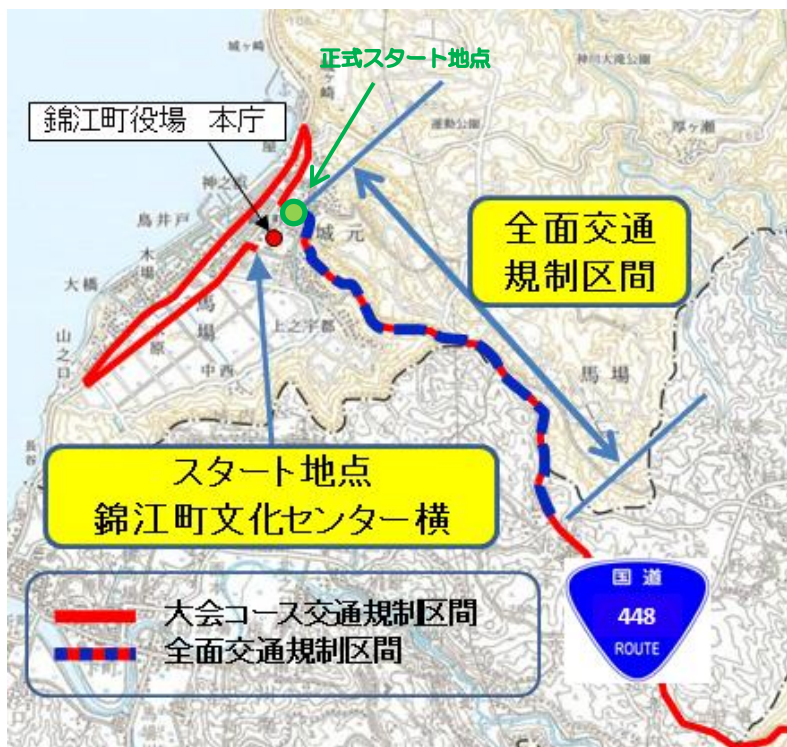 城ヶ崎
正式スタート地点
神川大滝公園
錦江町役場 本庁
運動公園
厚ヶ瀬
神之浜
鳥井戸
城元
全面交通
規制区間
木場
大橋
馬場
山之口
原
上之宇都
中西
馬場
長谷
スタート地点
錦江町文化センター横
国道
448
ROUTE
大会コース交通規制区間
全面交通規制区間